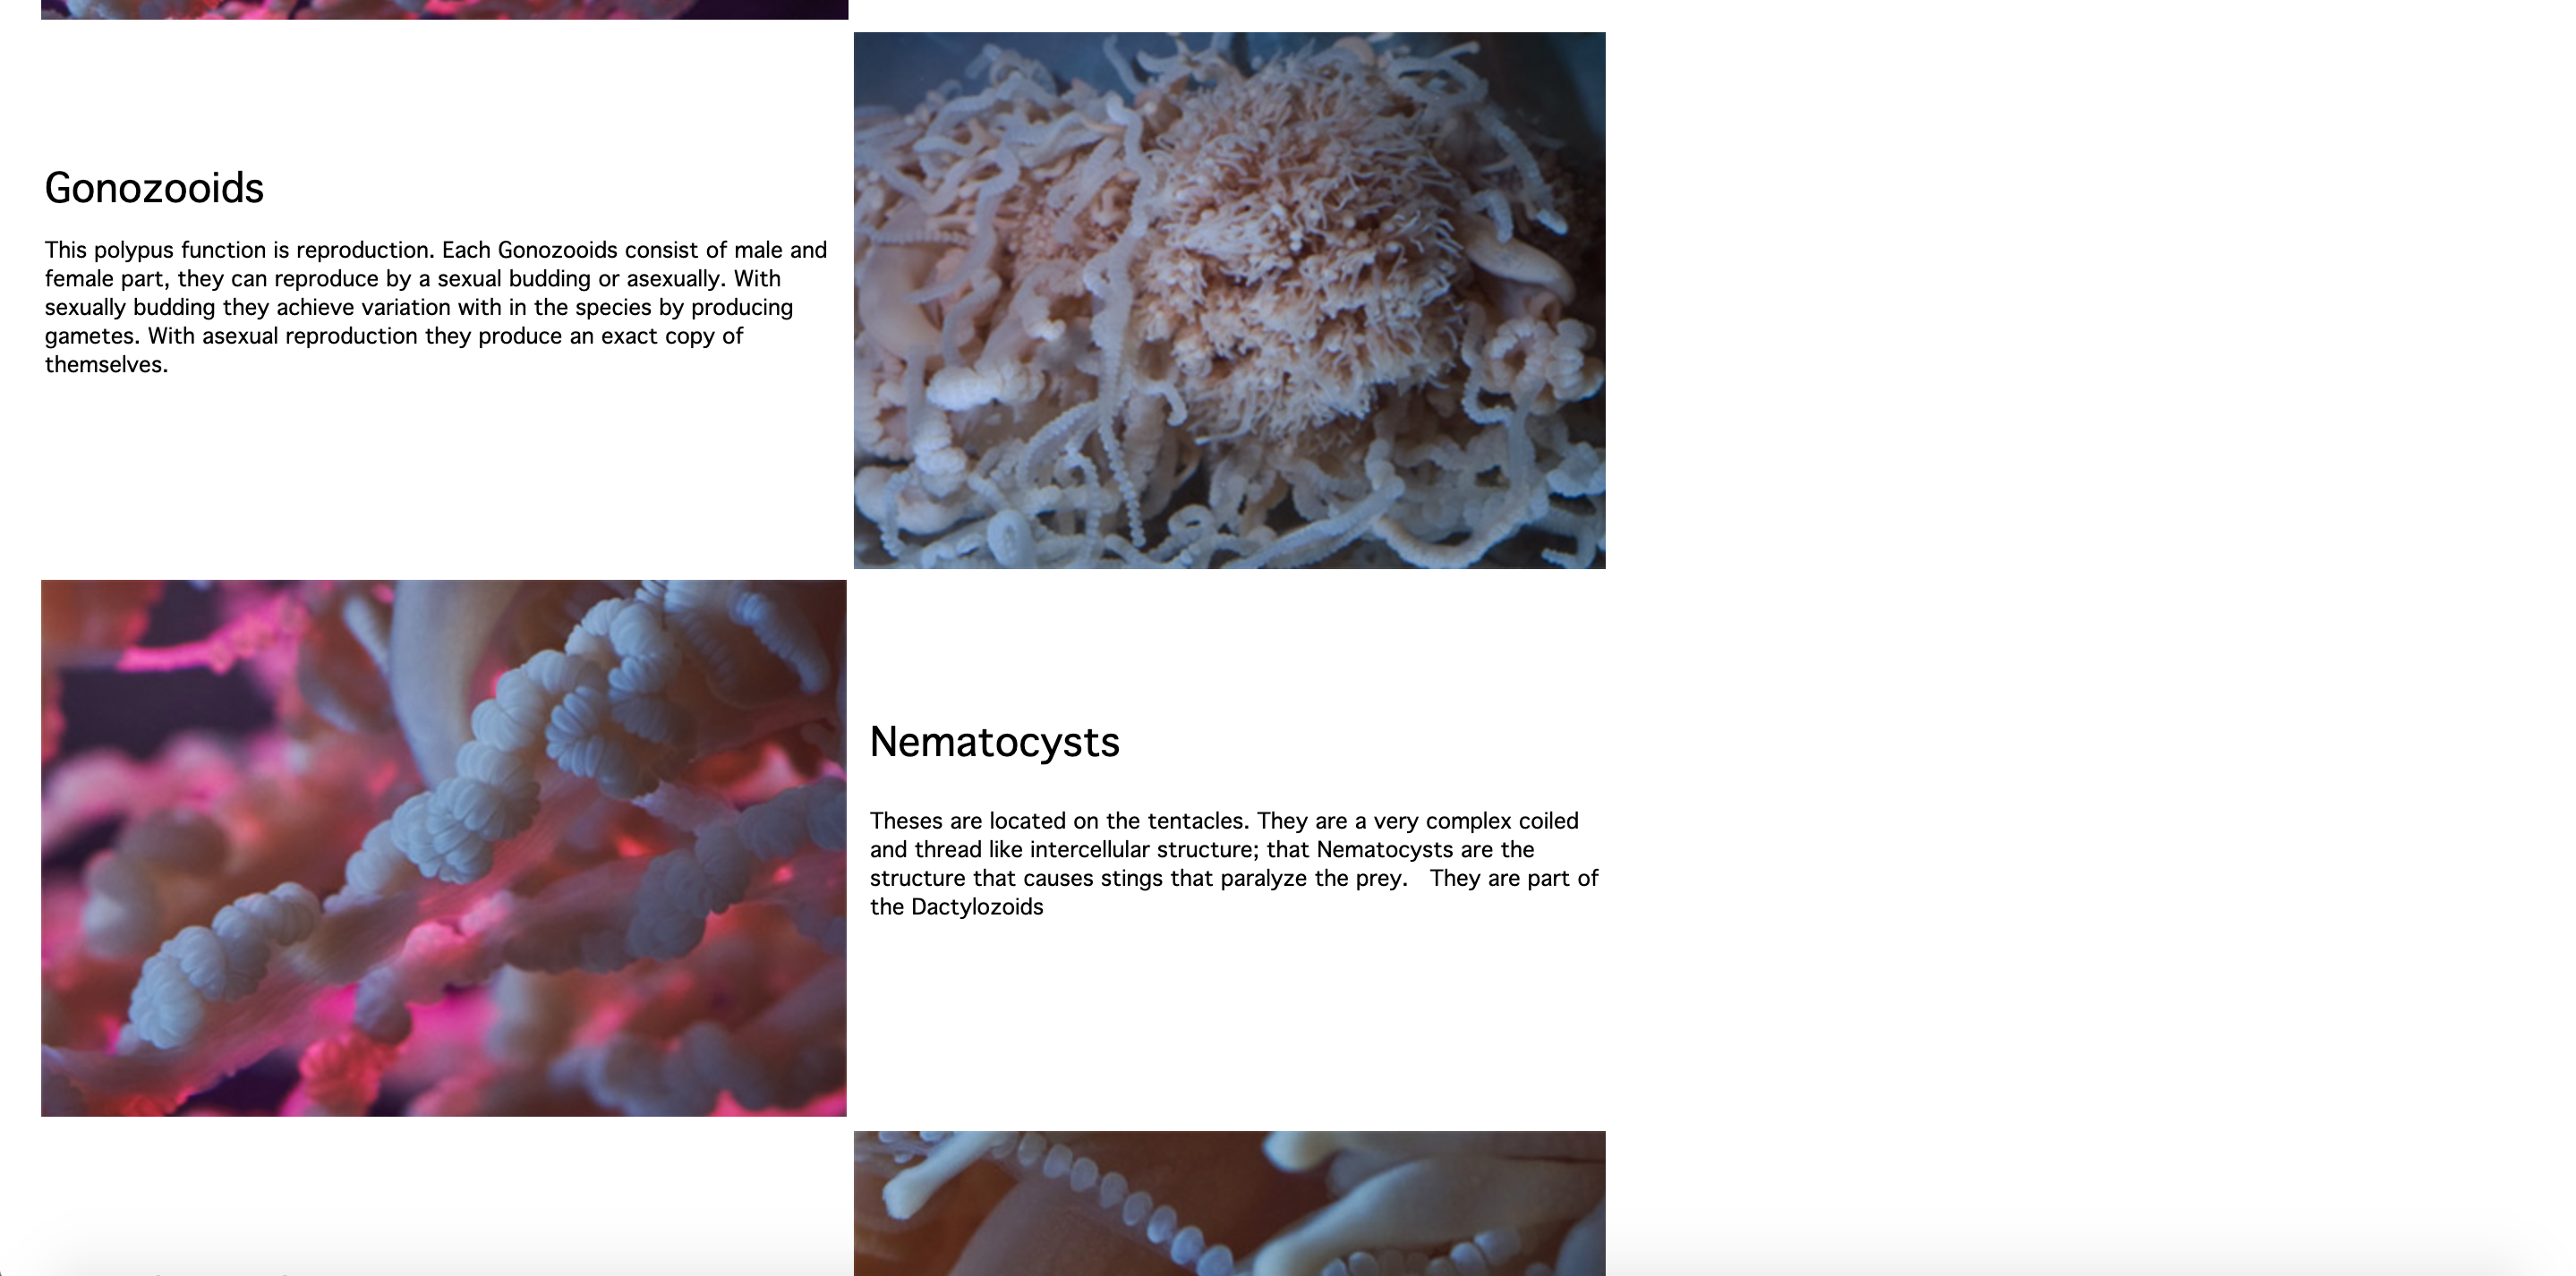 Gonozooids
This polypus function is reproduction. Each Gonozooids consist of male and
female part, they can reproduce by a sexual budding or asexually. With
sexually budding they achieve variation with in the species by producing
gametes. With asexual reproduction they produce an exact copy of
themselves.
Nematocysts
Theses are located on the tentacles. They are a very complex coiled
and thread like intercellular structure; that Nematocysts are the
structure that causes stings that paralyze the prey.   They are part of
the Dactylozoids